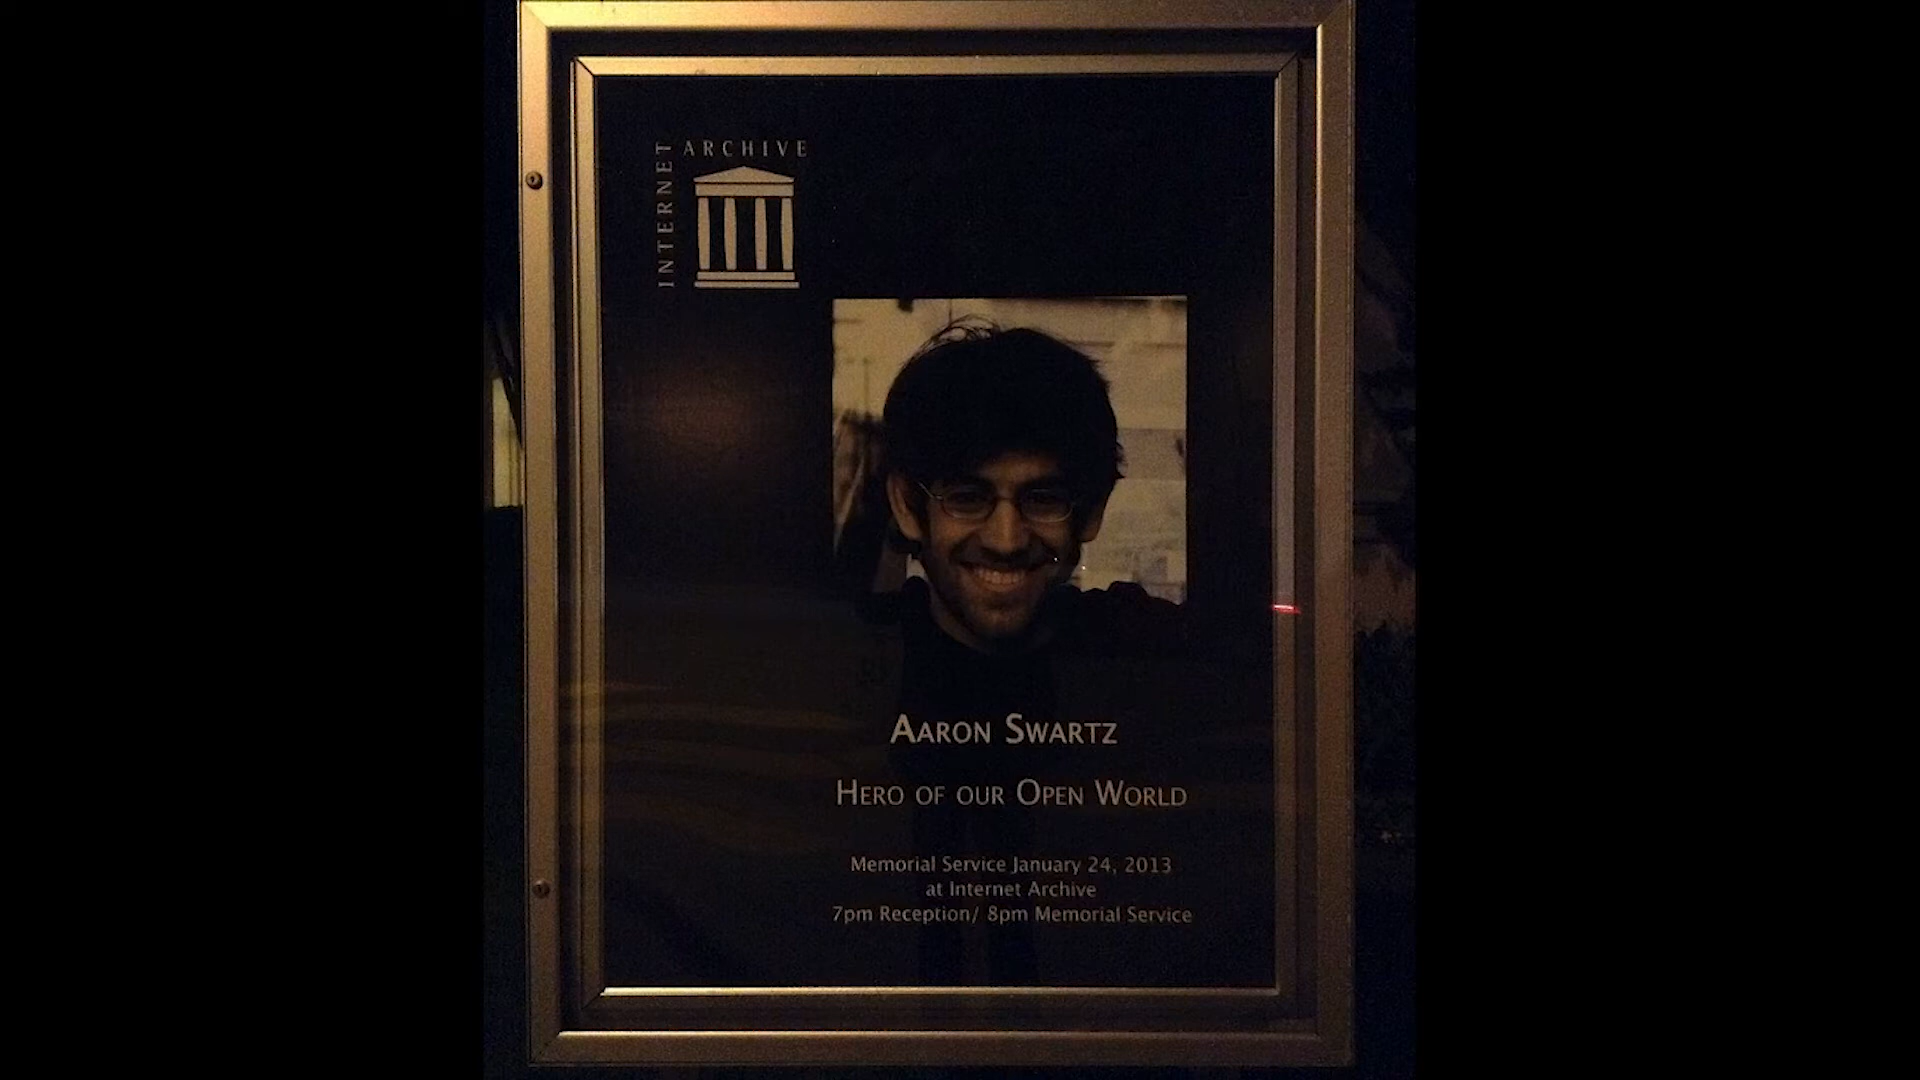 INTERNET
ARCHIVE
AARON SWARTZ
HERO OF OUR OPEN WORLD
Memorial Service January 24, 2013
at Internet Archive
7pm Reception/ 8pm Memorial Service